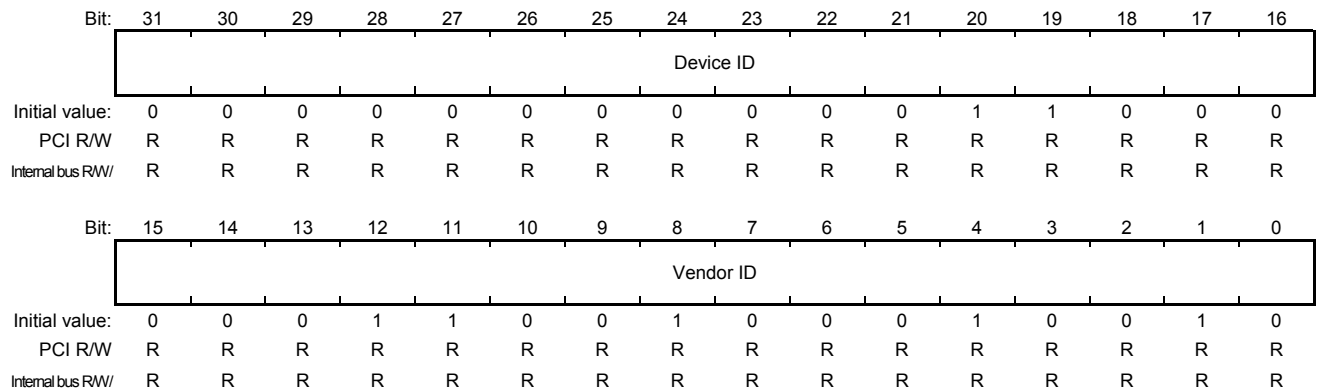 Bit: 31 30 29 28 27 26 25 24 23 22 21 20 19 18 17 16
Device ID
Initial value: 0 0 0 0 0 0 0 0 0 0 0 1 1 0 0 0
PCI R/W R R R R R R R R R R R R R R R R
Internal bus R/W/ R R R R R R R R R R R R R R R R
Bit: 15 14 13 12 11 10 9 8 7 6 5 4 3 2 1 0
Vendor ID
Initial value: 0 0 0 1 1 0 0 1 0 0 0 1 0 0 1 0
PCI R/W R R R R R R R R R R R R R R R R
Internal bus R/W/ R R R R R R R R R R R R R R R R